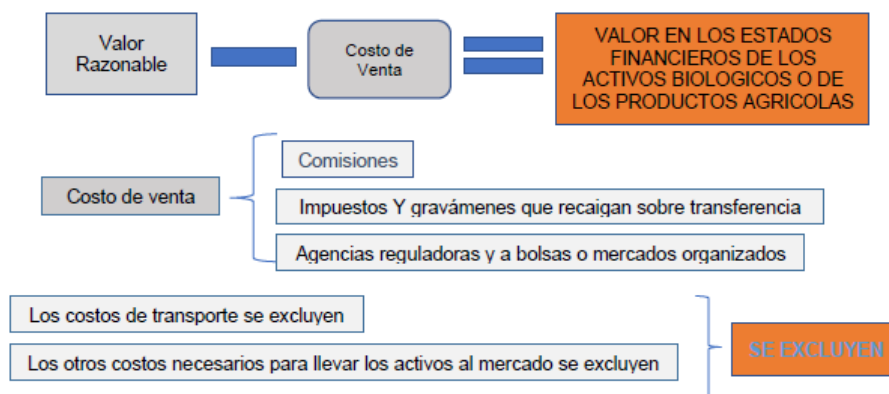 Valor
Razonable
Costo de
Venta
VALOR EN LOS ESTADOS
FINANCIEROS DE LOS
ACTIVOS BIOLOGICOS O DE
LOS PRODUCTOS AGRICOLAS
Comisiones
Costo de venta
Impuestos Y gravámenes que recaigan sobre transferencia
Agencias reguladoras y a bolsas o mercados organizados
Los costos de transporte se excluyen
Los otros costos necesarios para llevar los activos al mercado se excluyen
SE EXCLUYEN